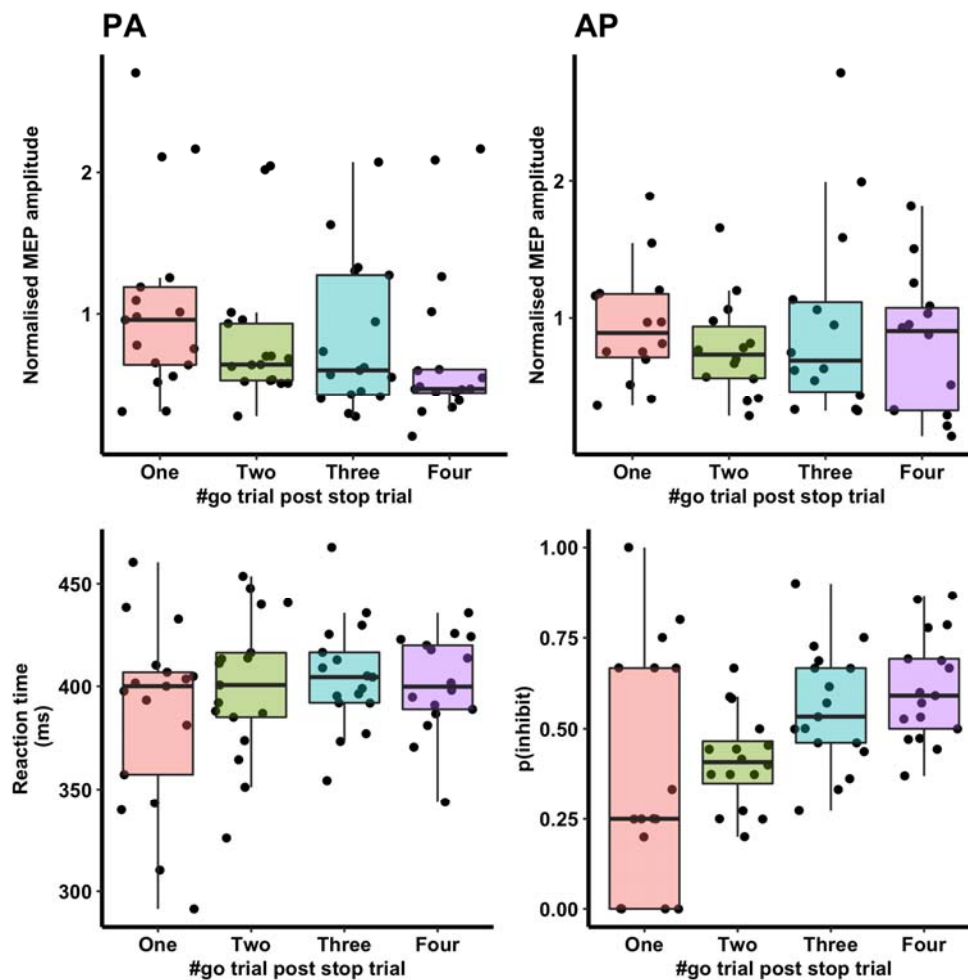 PA
Normalised MEP amplitude
2
1
One Two Three Four
#go trial post stop trial
AP
Normalised MEP amplitude
2
1
One Two Three Four
#go trial post stop trial
Reaction time
(ms)
450
400
350
300
One Two Three Four
#go trial post stop trial
p(inhibit)
1.00
0.75
0.50
0.25
0.00
One Two Three Four
#go trial post stop trial